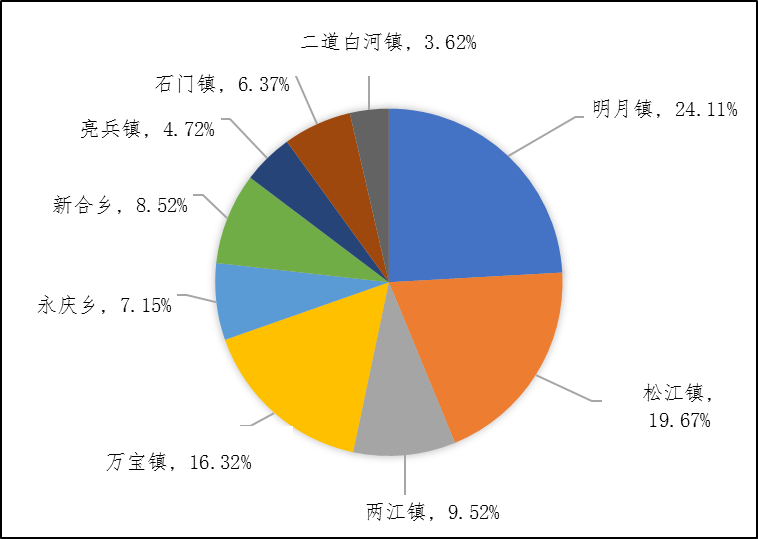 二道白河镇，3.62%
石门镇，6.37%
明月镇，24.11%
亮兵镇，4.72%
新合乡，8.52%
永庆乡，7.15%
松江镇，
19.67%
万宝镇，16.32%
两江镇，9.52%